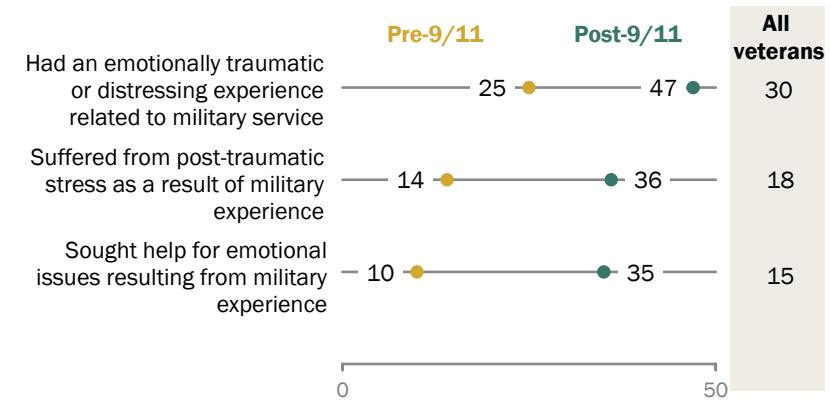 Pre-9/11 Post-9/11 All
veterans
Had an emotionally traumatic
or distressing experience
related to military service
25 47 30
Suffered from post-traumatic
stress as a result of military
experience
14 36 18
Sought help for emotional
issues resulting from military
experience
10 35 15
0 50